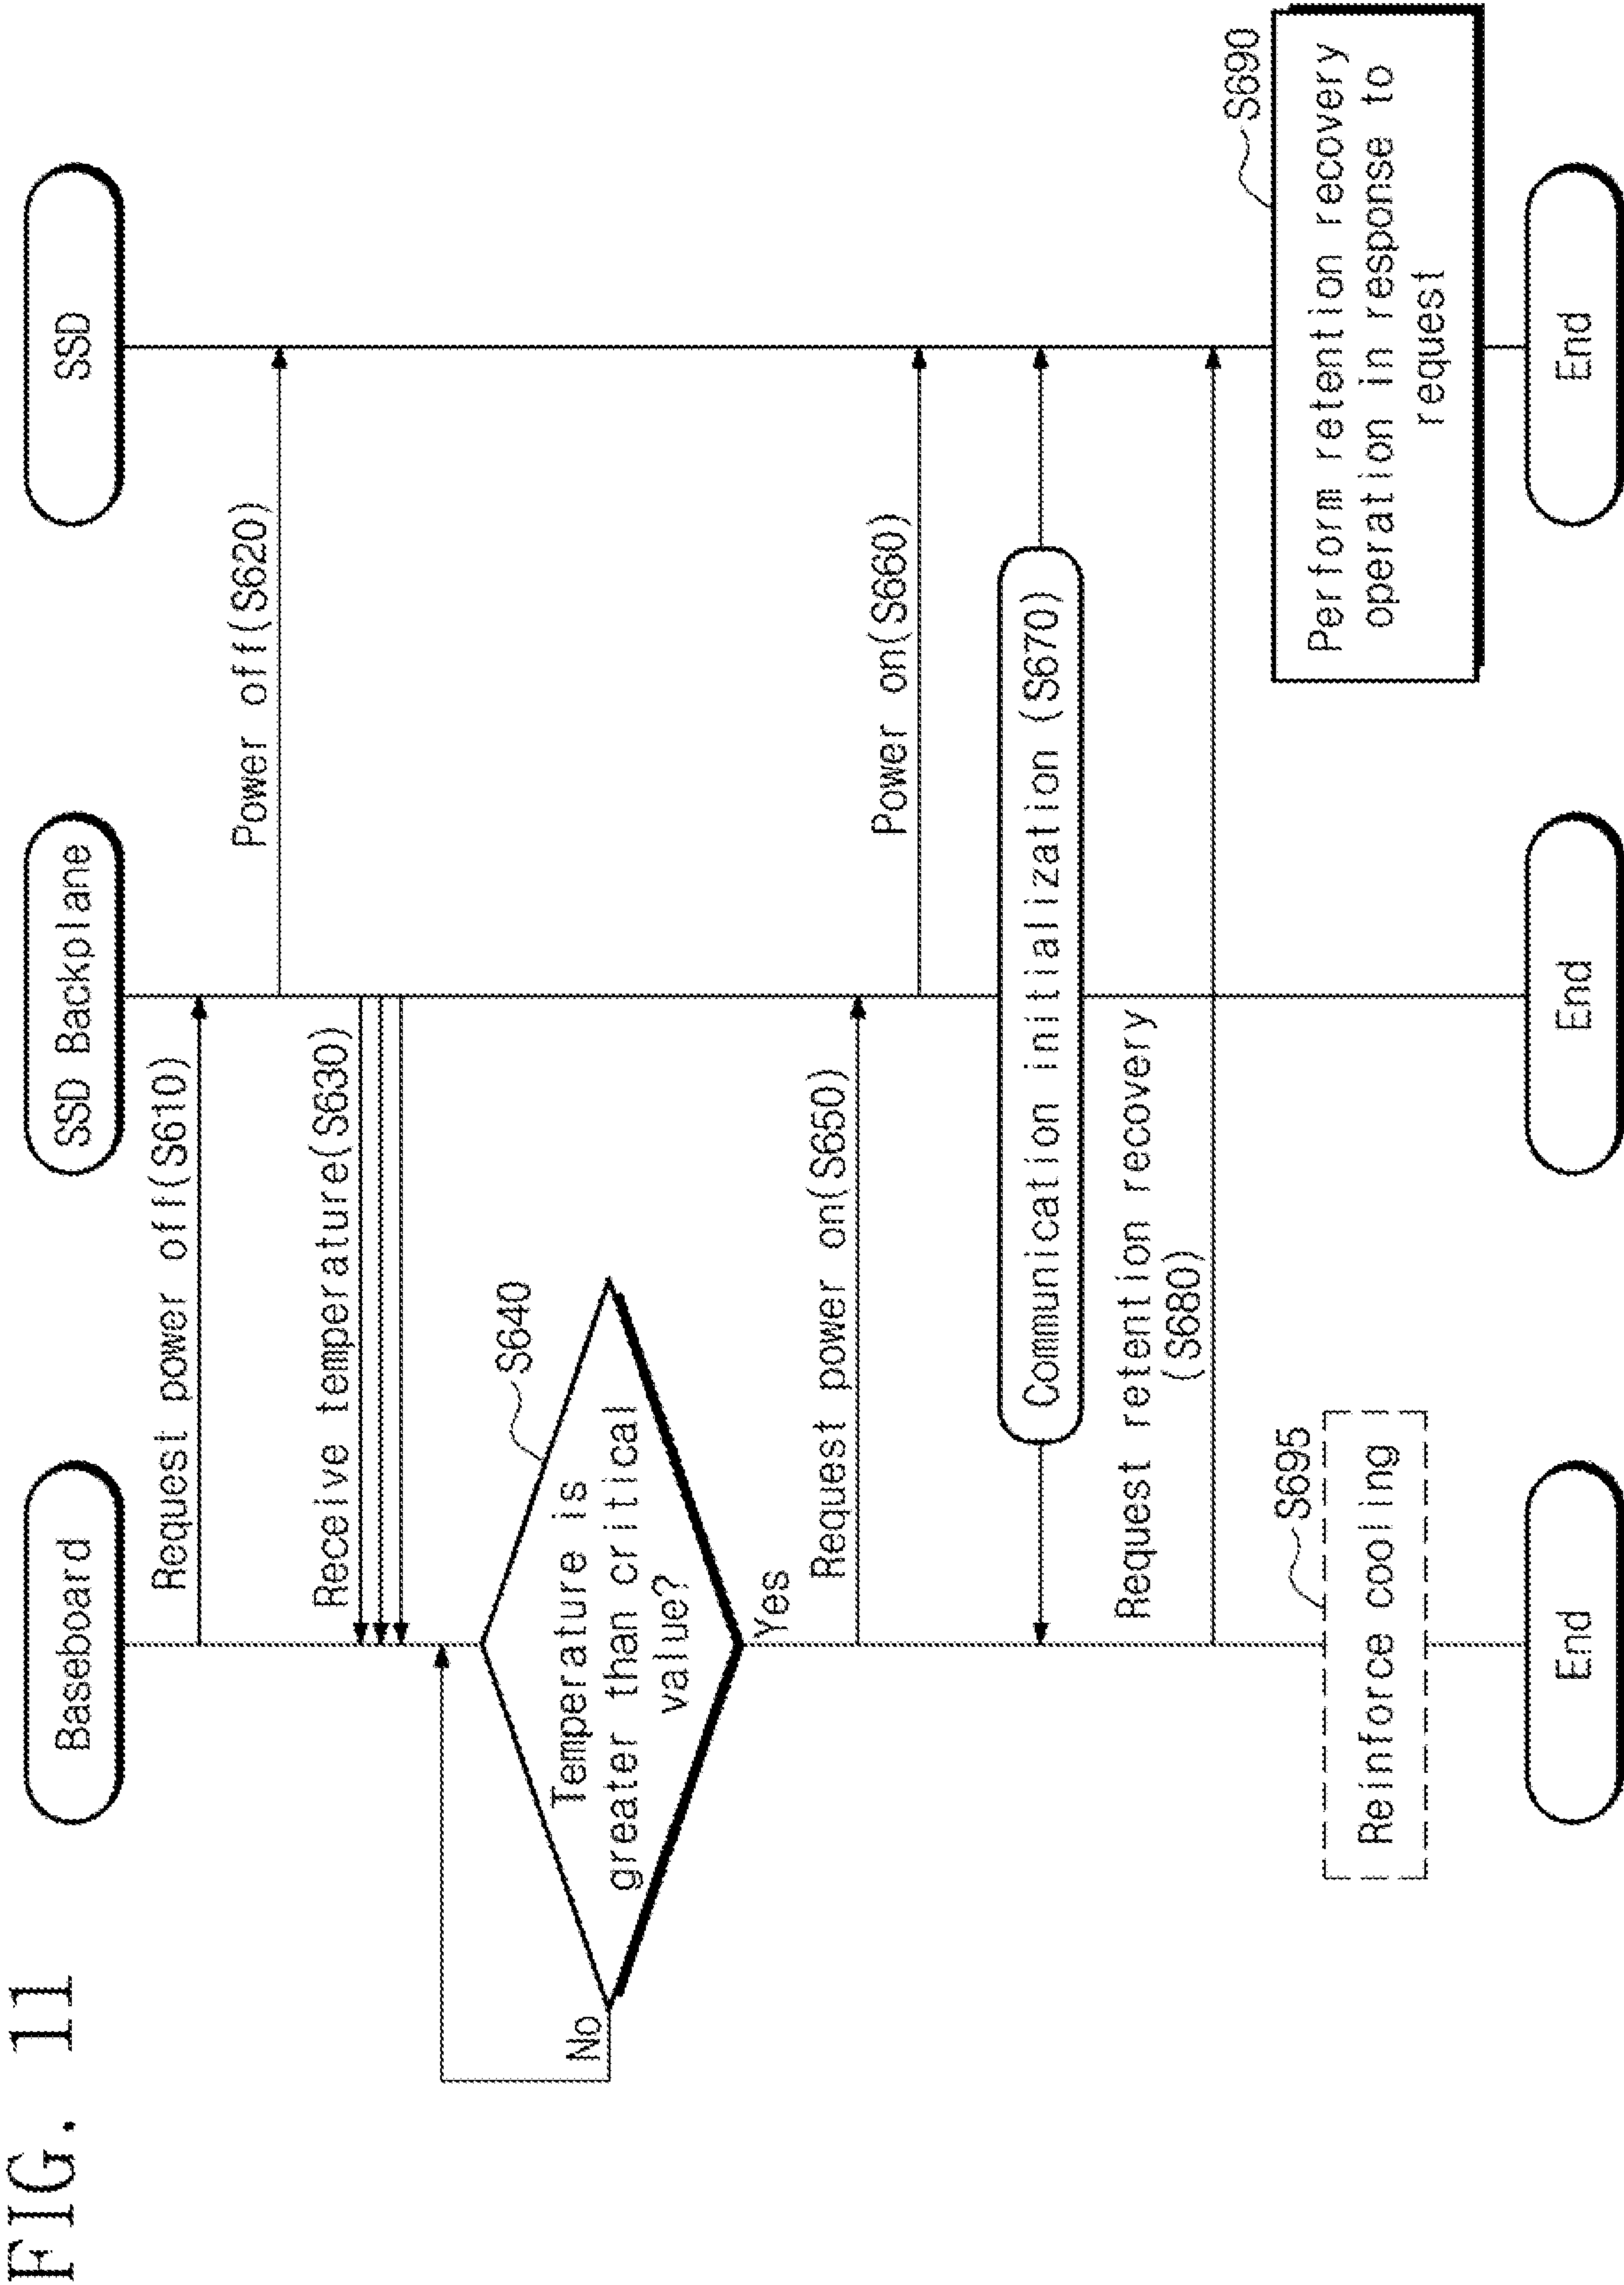 FIG. 11
Baseboard
SSD Backplane
SSD
Request power off(S610)
Power off(S620)
Receive temperature(S630)
S640
Temperature is
greater than critical
value?
No
Yes
Request power on(S650)
Power on(S660)
Communication initialization (S670)
Request retention recovery
(S680)
S690
Perform retention recovery
operation in response to
request
S695
Reinforce cooling
End
End
End